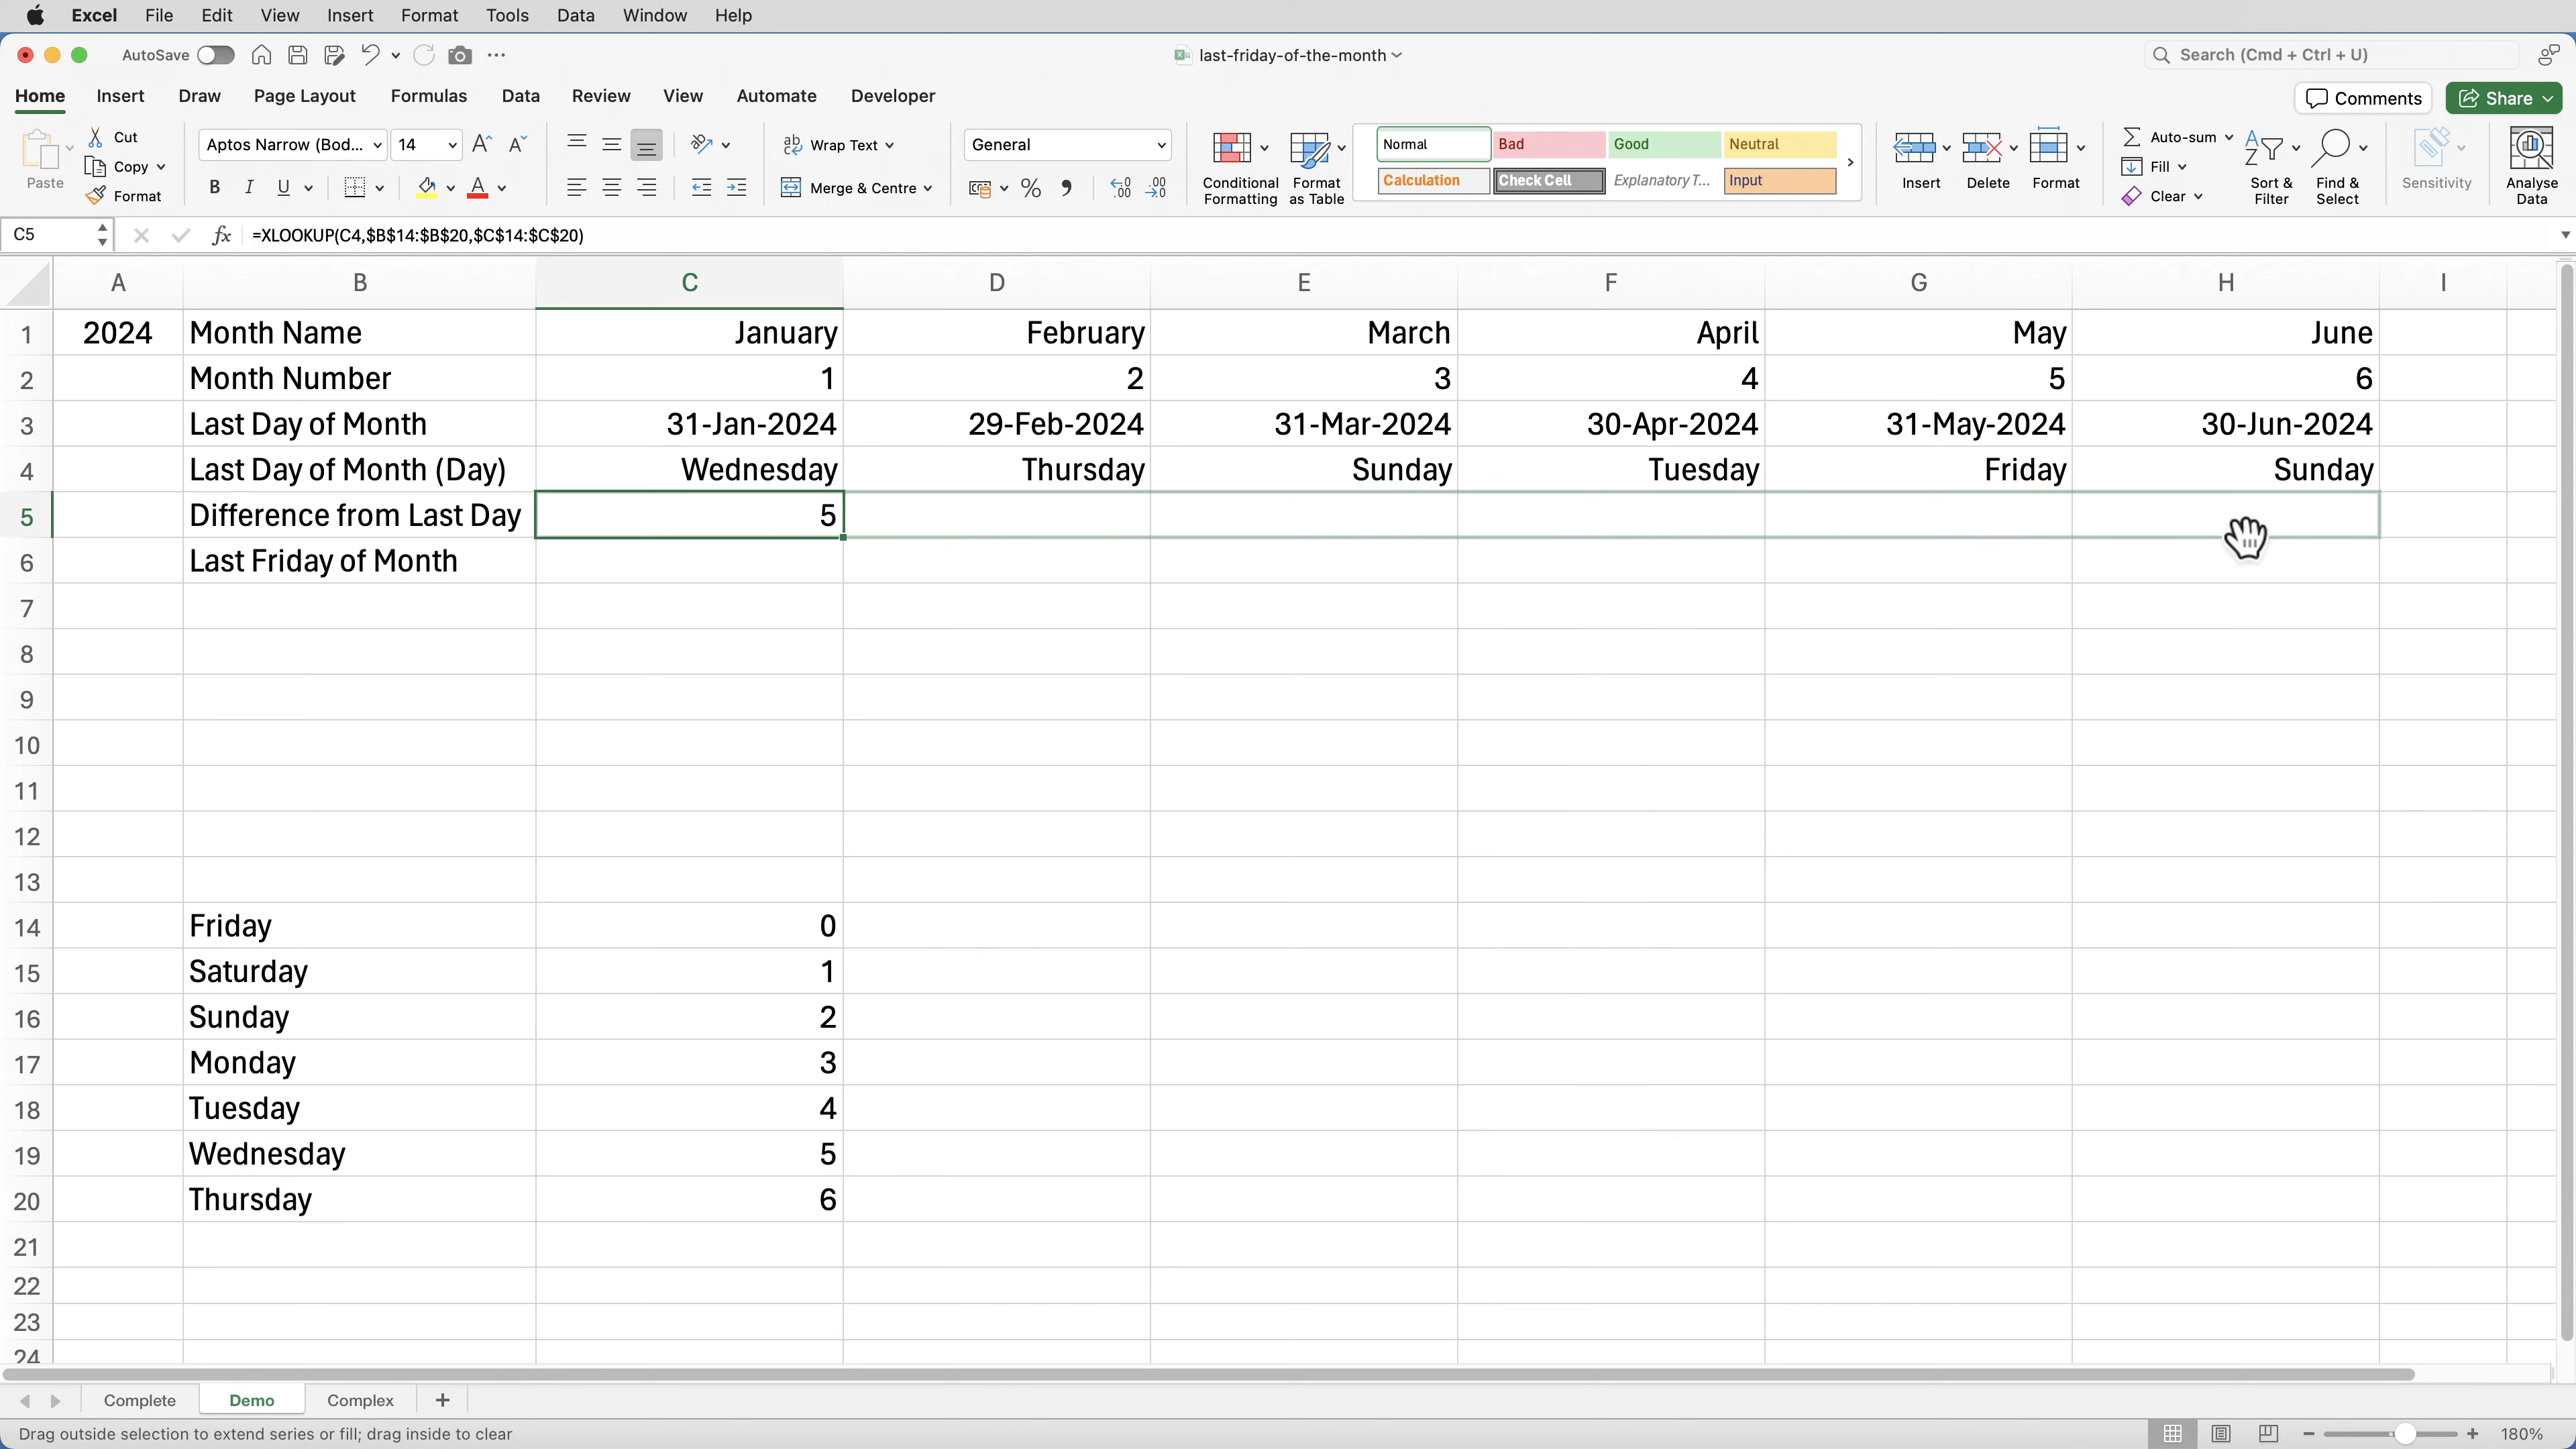 Excel File Edit View Insert Format Tools Data Window Help
AutoSave last-friday-of-the-month Search (Cmd + Ctrl + U)
Home Insert Draw Page Layout Formulas Data Review View Automate Developer Comments Share
Paste Cut Copy Format
Aptos Narrow (Bod... 14
B I U A
ab Wrap Text
Merge & Centre
General
% .00
Conditional Formatting
Format as Table
Normal Bad Good Neutral
Calculation Check Cell Explanatory T... Input
Insert Delete Format
Auto-sum
Fill
Clear
Sort & Filter
Find & Select
Sensitivity
Analyse Data
C5 fx =XLOOKUP(C4,$B$14:$B$20,$C$14:$C$20)
A B C D E F G H I
1 2024 Month Name January February March April May June
2 Month Number 1 2 3 4 5 6
3 Last Day of Month 31-Jan-2024 29-Feb-2024 31-Mar-2024 30-Apr-2024 31-May-2024 30-Jun-2024
4 Last Day of Month (Day) Wednesday Thursday Sunday Tuesday Friday Sunday
5 Difference from Last Day 5
6 Last Friday of Month
7
8
9
10
11
12
13
14 Friday 0
15 Saturday 1
16 Sunday 2
17 Monday 3
18 Tuesday 4
19 Wednesday 5
20 Thursday 6
21
22
23
24
Complete Demo Complex +
Drag outside selection to extend series or fill; drag inside to clear 180%